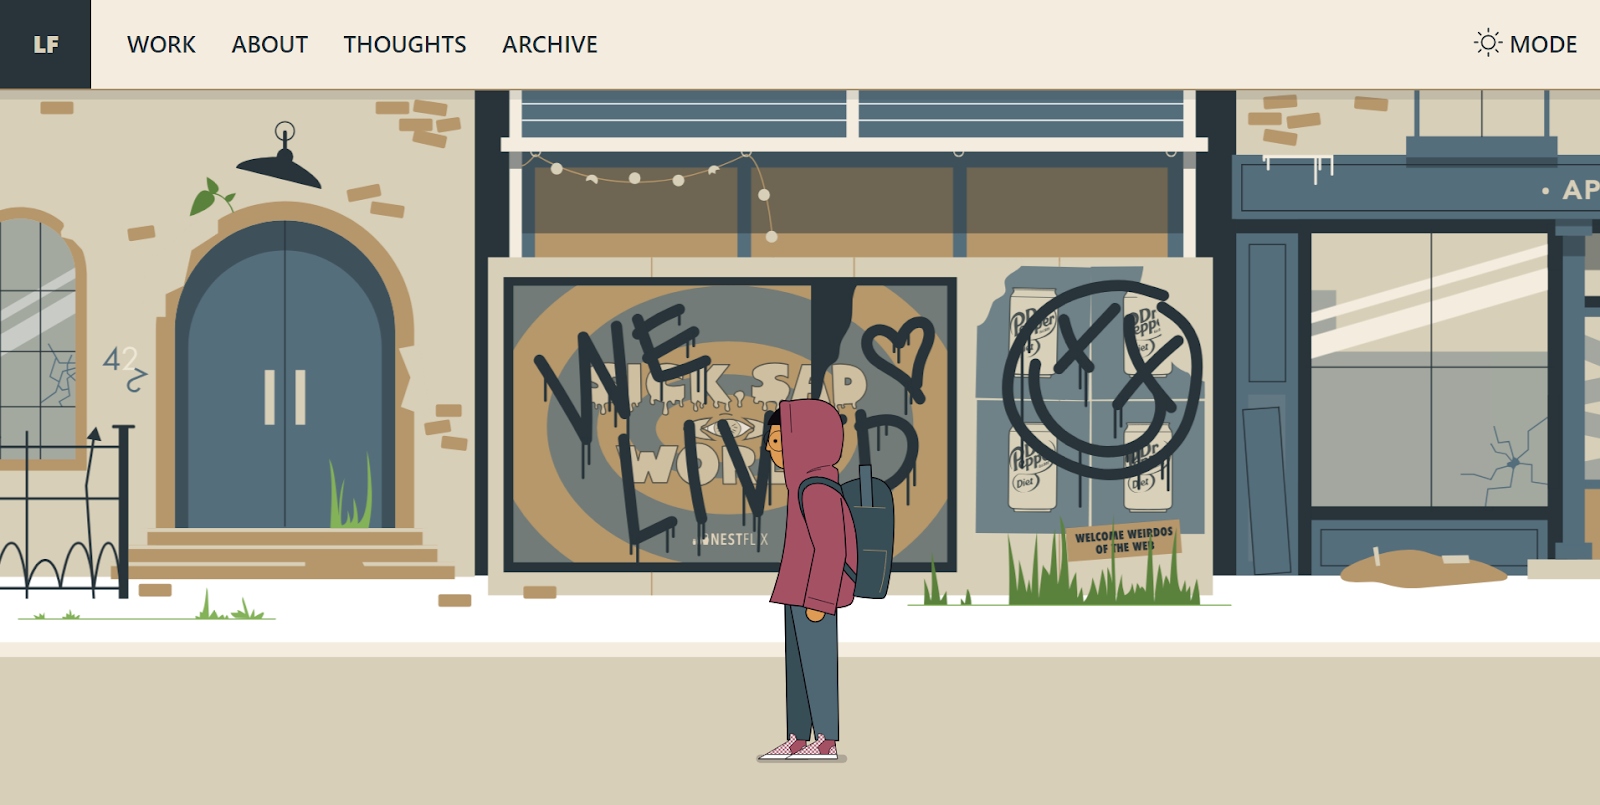 LF
WORK
ABOUT
THOUGHTS
ARCHIVE
MODE
• AP
42
WE
LIVED
SICK, SAD
WORLD
NESTFLIX
Dr Pepper
Diet
Dr Pepper
Diet
Dr Pepper
Diet
Dr Pepper
Diet
WELCOME WEIRDOS
OF THE WEB